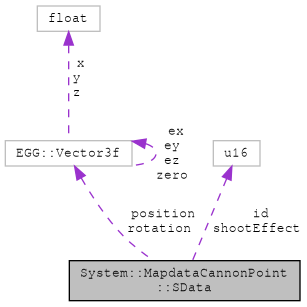 float
x
y
z
ex
ey
ez
zero
EGG::Vector3f
u16
position
rotation
id
shootEffect
System::MapdataCannonPoint
::SData